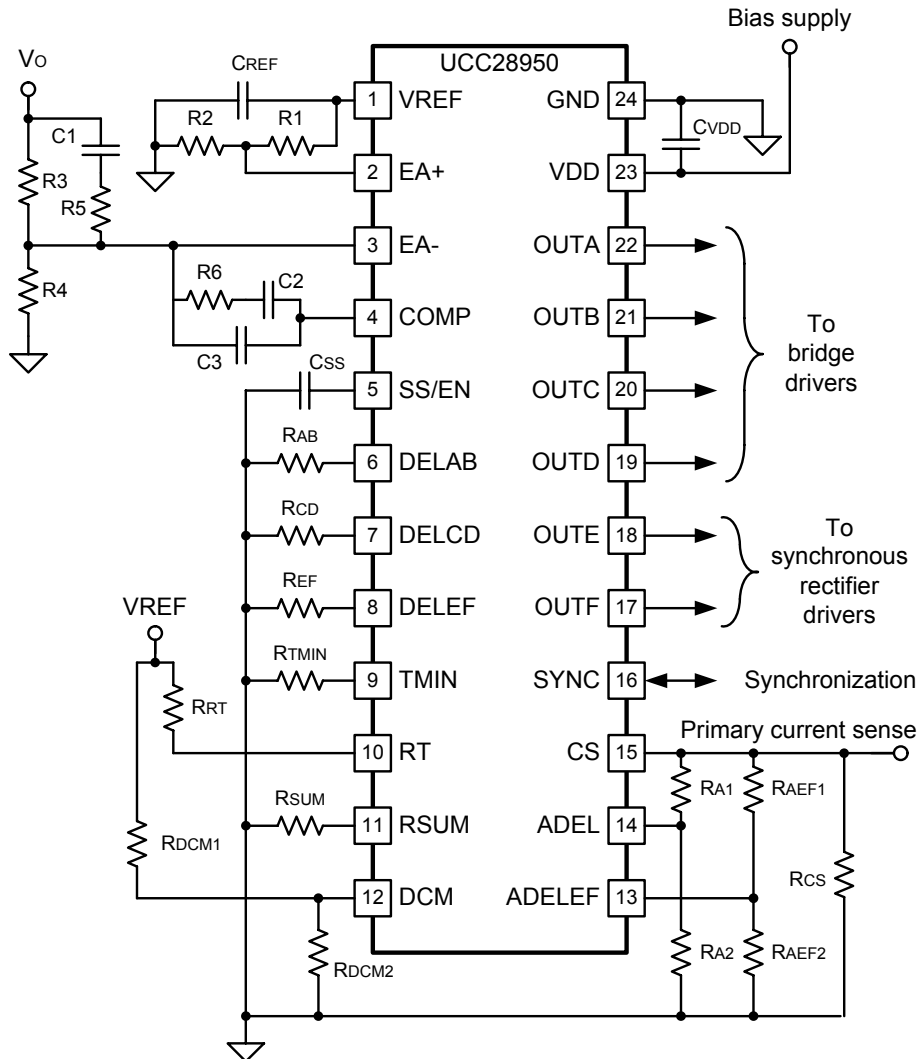 Bias supply
VO
UCC28950
CREF
R2
R1
1 VREF
GND 24
CVDD
C1
2 EA+
VDD 23
R3
R5
3 EA-
OUTA 22
R4
R6
C2
C3
4 COMP
OUTB 21
To
bridge
drivers
CSS
5 SS/EN
OUTC 20
RAB
6 DELAB
OUTD 19
RCD
7 DELCD
OUTE 18
To
synchronous
rectifier
drivers
REF
8 DELEF
OUTF 17
VREF
RTMIN
9 TMIN
SYNC 16
Synchronization
RRT
10 RT
CS 15
Primary current sense
RA1
RAEF1
RSUM
11 RSUM
ADEL 14
RDCM1
RCS
12 DCM
ADELEF 13
RDCM2
RA2
RAEF2